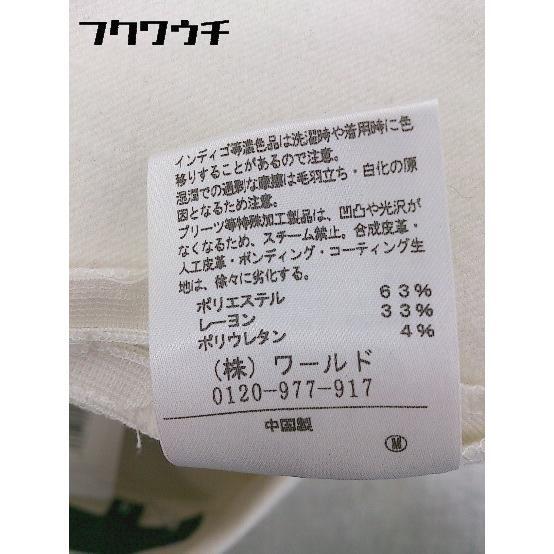 フクワウチ
インディゴ等濃色品は洗濯時や着用時に色
移りすることがあるので注意。
湿潤での過剰な摩擦は毛羽立ち・白化の原
因となるため注意。
プリーツ等特殊加工製品は、凹凸や光沢が
なくなるため、スチーム禁止。合成皮革・
人工皮革・ボンディング・コーティング生
地は、徐々に劣化する。
ポリエステル 63%
レーヨン 33%
ポリウレタン 4%
(株) ワールド
0120-977-917
中国製
M